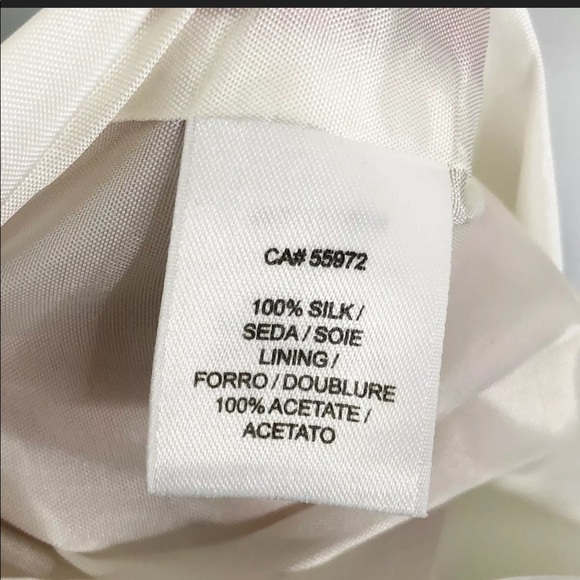 CA# 55972
100% SILK /
SEDA / SOIE
LINING /
FORRO / DOUBLURE
100% ACETATE /
ACETATO